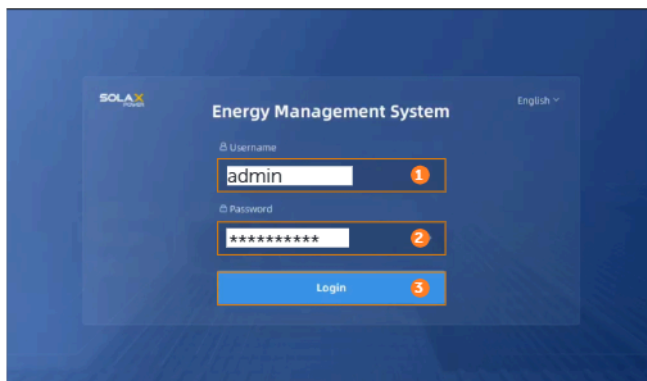 SOLAX
POWER
English
Energy Management System
Username
admin
1
Password
**********
2
Login
3